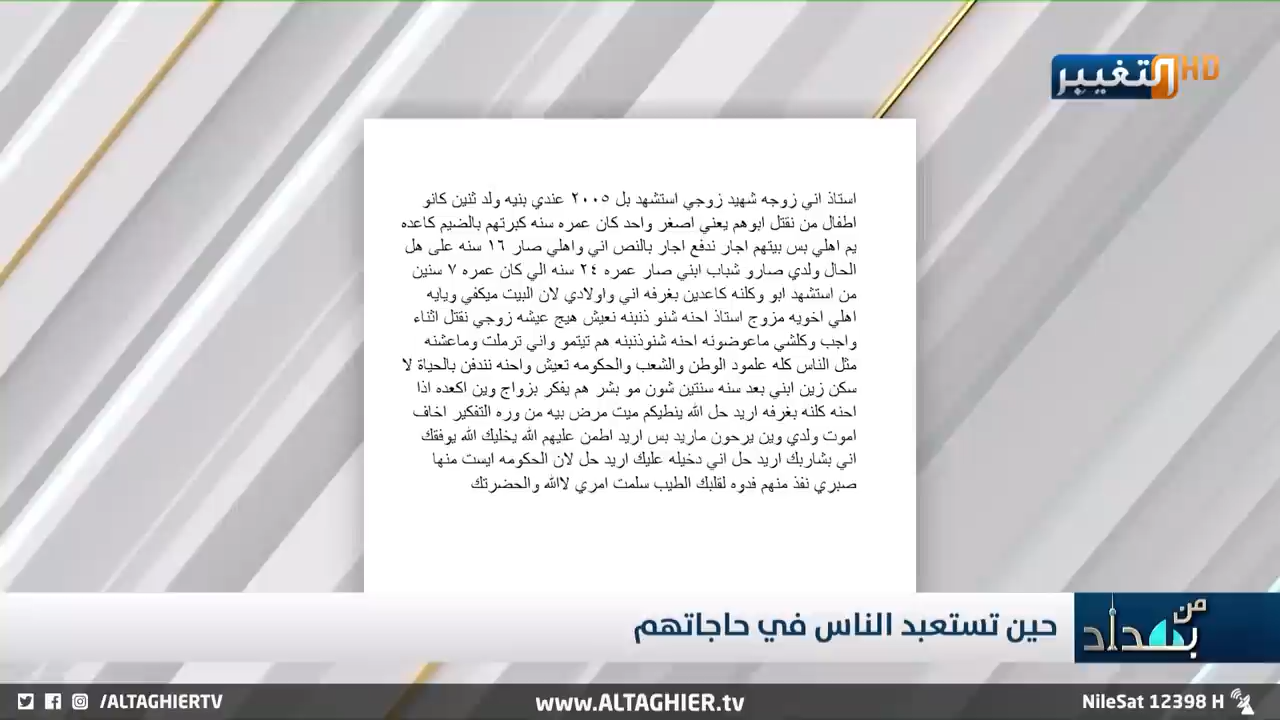 التغيير HD
استاذ اني زوجه شهيد زوجي استشهد بل ٢٠٠٥ عندي بنيه ولد ثنين كانو
اطفال من نقتل ابوهم يعني اصغر واحد كان عمره سنه كبرتهم بالضيم كاعده
يم اهلي بس بيتهم اجار ندفع اجار بالنص اني واهلي صار ١٦ سنه على هل
الحال ولدي صارو شباب ابني صار عمره ٢٤ سنه الي كان عمره ٧ سنين
من استشهد ابو وكلنه كاعدين بغرفه اني واولادي لان البيت ميكفي ويايه
اهلي اخويه مزوج استاذ احنه شنو ذنبنه نعيش هيج عيشه زوجي نقتل اثناء
واجب وكلشي ماعوضونه احنه شنوذنبنه هم تيتمو واني ترملت وماعشنه
مثل الناس كله علمود الوطن والشعب والحكومه تعيش واحنه نندفن بالحياة لا
سكن زين ابني بعد سنه سنتين شون مو بشر هم يفكر بزواج وين اكعده اذا
احنه كلنه بغرفه اريد حل الله ينطيكم ميت مرض بيه من وره التفكير اخاف
اموت ولدي وين يرحون ماريد بس اريد اطمن عليهم الله يخليك الله يوفقك
اني بشاربك اريد حل اني دخيله عليك اريد حل لان الحكومه ايست منها
صبري نفذ منهم فدوه لقلبك الطيب سلمت امري لاالله والحضرتك
حين تستعبد الناس في حاجاتهم
من بغداد
/ALTAGHIERTV
www.ALTAGHIER.tv
NileSat 12398 H